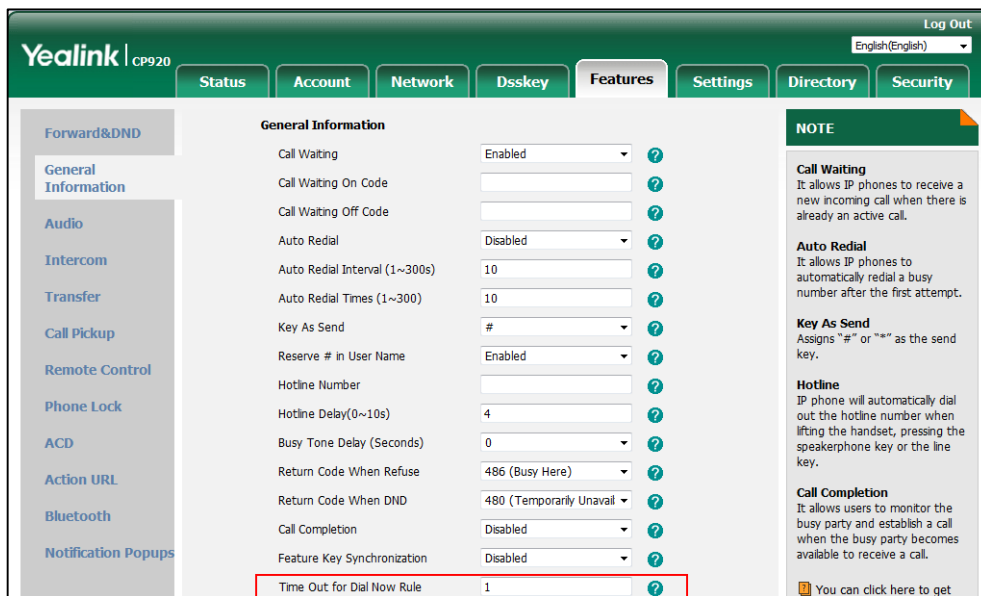 Log Out
Yealink CP920
English(English)
Status Account Network Dsskey Features Settings Directory Security
Forward&DND
General
Information
Audio
Intercom
Transfer
Call Pickup
Remote Control
Phone Lock
ACD
Action URL
Bluetooth
Notification Popups
General Information
Call Waiting Enabled
Call Waiting On Code
Call Waiting Off Code
Auto Redial Disabled
Auto Redial Interval (1~300s) 10
Auto Redial Times (1~300) 10
Key As Send #
Reserve # in User Name Enabled
Hotline Number
Hotline Delay(0~10s) 4
Busy Tone Delay (Seconds) 0
Return Code When Refuse 486 (Busy Here)
Return Code When DND 480 (Temporarily Unavail
Call Completion Disabled
Feature Key Synchronization Disabled
Time Out for Dial Now Rule 1
NOTE
Call Waiting
It allows IP phones to receive a
new incoming call when there is
already an active call.
Auto Redial
It allows IP phones to
automatically redial a busy
number after the first attempt.
Key As Send
Assigns "#" or "*" as the send
key.
Hotline
IP phone will automatically dial
out the hotline number when
lifting the handset, pressing the
speakerphone key or the line
key.
Call Completion
It allows users to monitor the
busy party and establish a call
when the busy party becomes
available to receive a call.
You can click here to get